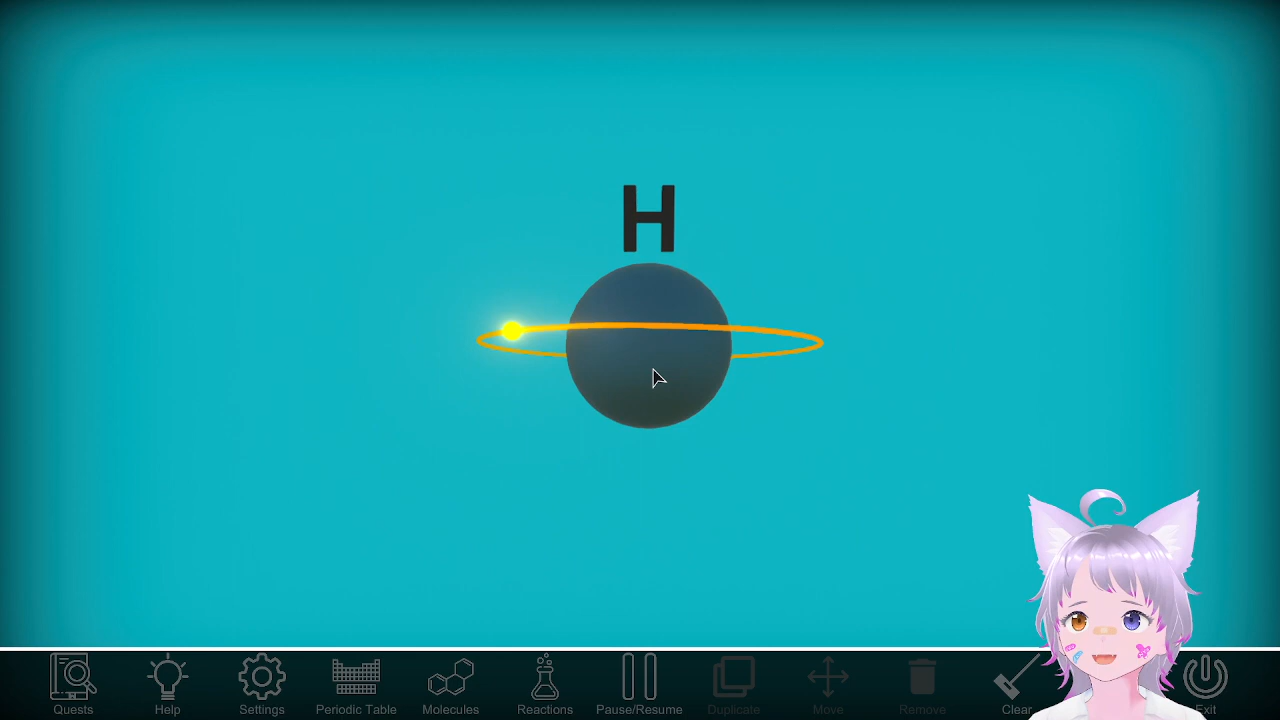 H
Quests
Help
Settings
Periodic Table
Molecules
Reactions
Pause/Resume
Duplicate
Move
Remove
Clear
Exit